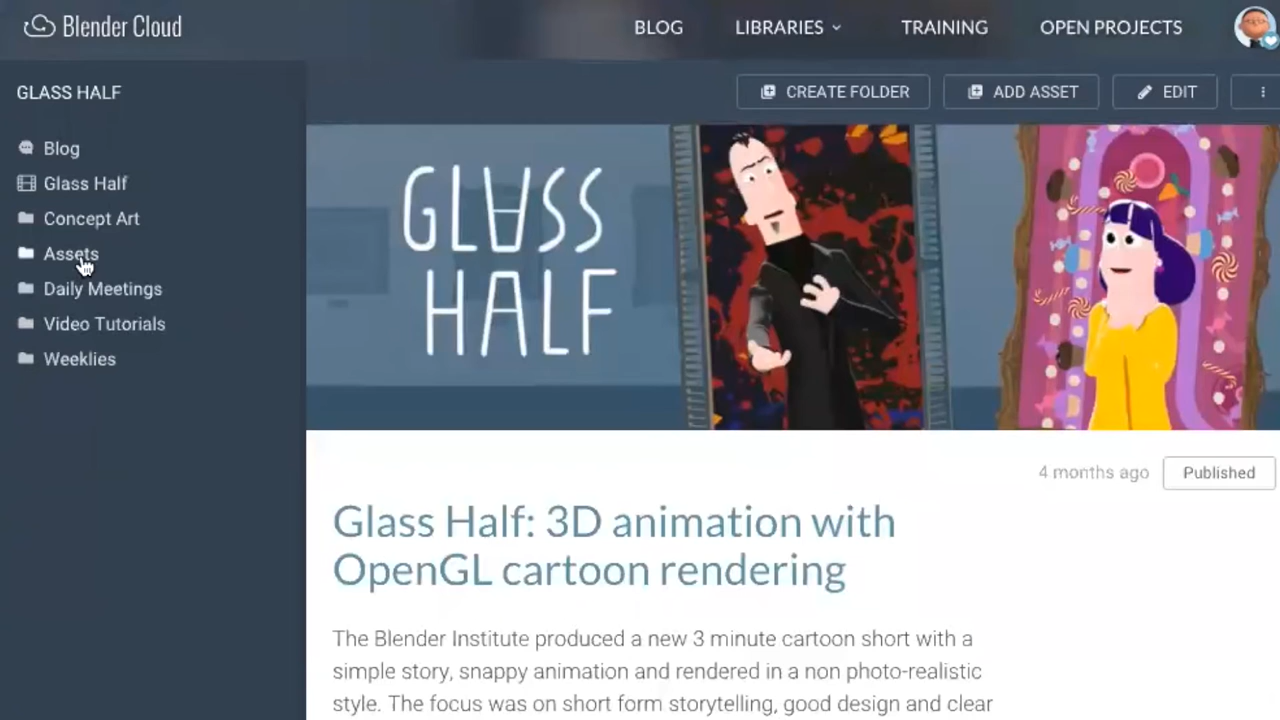 Blender Cloud
BLOG LIBRARIES TRAINING OPEN PROJECTS
GLASS HALF
CREATE FOLDER ADD ASSET EDIT
Blog
Glass Half
Concept Art
Assets
Daily Meetings
Video Tutorials
Weeklies
GLASS
HALF
4 months ago Published
Glass Half: 3D animation with
OpenGL cartoon rendering
The Blender Institute produced a new 3 minute cartoon short with a
simple story, snappy animation and rendered in a non photo-realistic
style. The focus was on short form storytelling, good design and clear